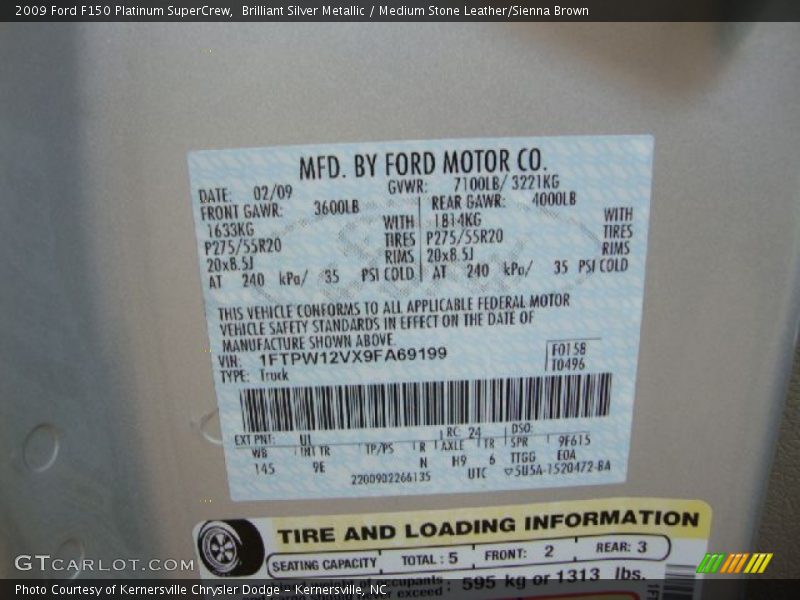 2009 Ford F150 Platinum SuperCrew,  Brilliant Silver Metallic / Medium Stone Leather/Sienna Brown
MFD. BY FORD MOTOR CO.
DATE: 02/09 GVWR: 7100LB/ 3221KG
FRONT GAWR: 3600LB REAR GAWR: 4000LB
1633KG WITH 1814KG WITH
P275/55R20 TIRES P275/55R20 TIRES
20x8.5J RIMS 20x8.5J RIMS
AT 240 kPa/ 35 PSI COLD AT 240 kPa/ 35 PSI COLD
THIS VEHICLE CONFORMS TO ALL APPLICABLE FEDERAL MOTOR
VEHICLE SAFETY STANDARDS IN EFFECT ON THE DATE OF
MANUFACTURE SHOWN ABOVE.
VIN: 1FTPW12VX9FA69199 F0158
TYPE: Truck T0496
EXT PNT: UI RC: 24 DSO:
WB INT TR TP/PS R AXLE TR SPR 9F615
145 9E N H9 6 TTGG E0A
2200902266135 UTC ▽5U5A-1520472-BA
TIRE AND LOADING INFORMATION
SEATING CAPACITY TOTAL : 5 FRONT: 2 REAR: 3
occupants exceed : 595 kg or 1313 lbs.
GTCARLOT.COM
Photo Courtesy of Kernersville Chrysler Dodge - Kernersville, NC